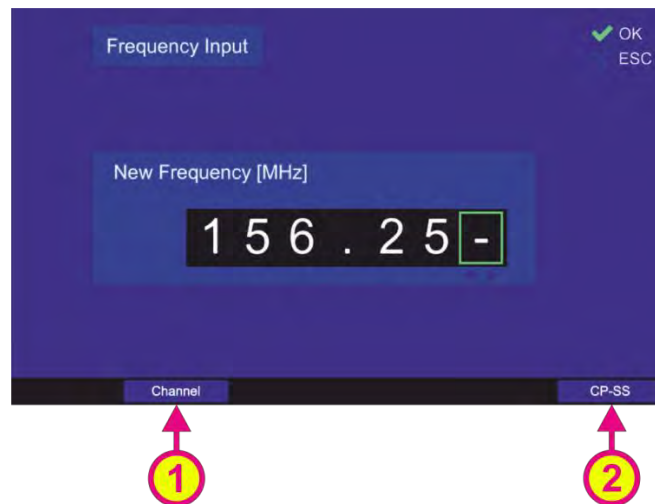 Frequency Input
OK
ESC
New Frequency [MHz]
156.25-
Channel
CP-SS
1
2